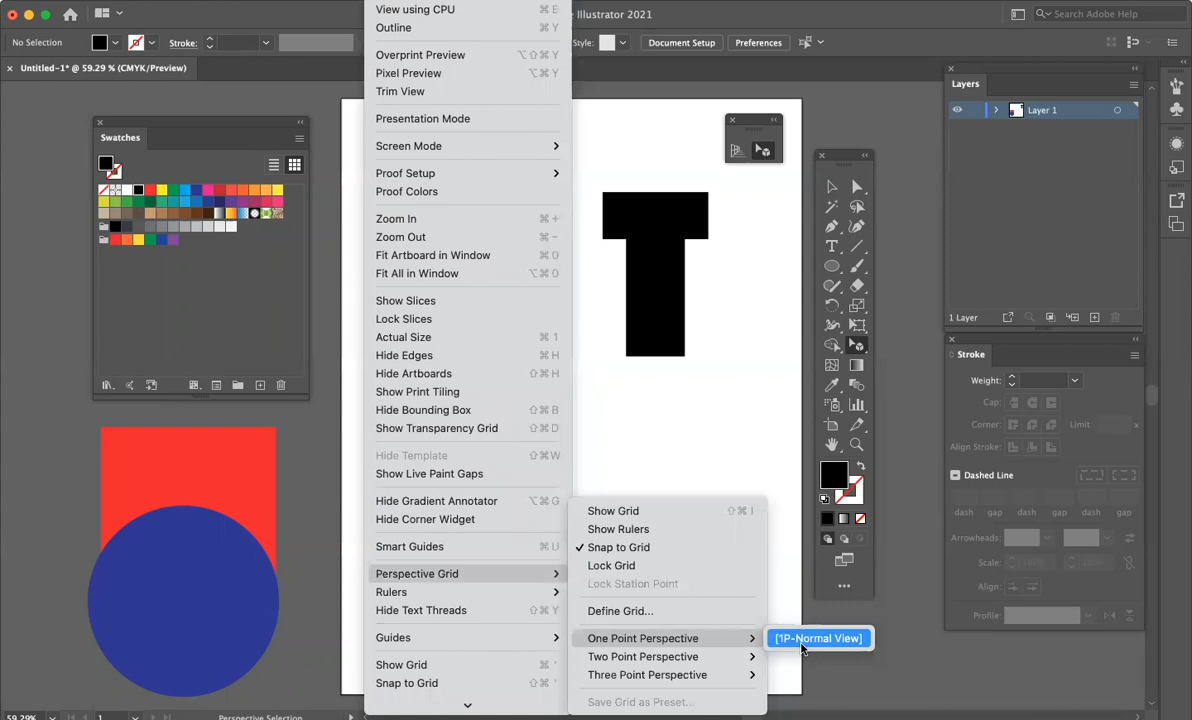 Illustrator 2021
Search Adobe Help
No Selection
Stroke:
Style:
Document Setup
Preferences
× Untitled-1* @ 59.29 % (CMYK/Preview)
Swatches
View using CPU ⌘ E
Outline ⌘ Y
Overprint Preview ⌥⇧⌘ Y
Pixel Preview ⌥⌘ Y
Trim View
Presentation Mode
Screen Mode
Proof Setup
Proof Colors
Zoom In ⌘ +
Zoom Out ⌘ −
Fit Artboard in Window ⌘ 0
Fit All in Window ⌥⌘ 0
Show Slices
Lock Slices
Actual Size ⌘ 1
Hide Edges ⌘ H
Hide Artboards ⇧⌘ H
Show Print Tiling
Hide Bounding Box ⇧⌘ B
Show Transparency Grid ⇧⌘ D
Hide Template ⇧⌘ W
Show Live Paint Gaps
Hide Gradient Annotator ⌥⌘ G
Hide Corner Widget
Smart Guides ⌘ U
Perspective Grid
Rulers
Hide Text Threads ⇧⌘ Y
Guides
Show Grid ⌘ '
Snap to Grid ⇧⌘ '
Show Grid ⇧⌘ I
Show Rulers
✓ Snap to Grid
Lock Grid
Lock Station Point
Define Grid...
One Point Perspective
Two Point Perspective
Three Point Perspective
Save Grid as Preset...
[1P-Normal View]
T
Layers
Layer 1
1 Layer
Stroke
Weight:
Cap:
Corner:
Limit:
x
Align Stroke:
Dashed Line
dash gap dash gap dash gap
Arrowheads:
Scale:
Align:
Profile:
59.29%
1
Perspective Selection